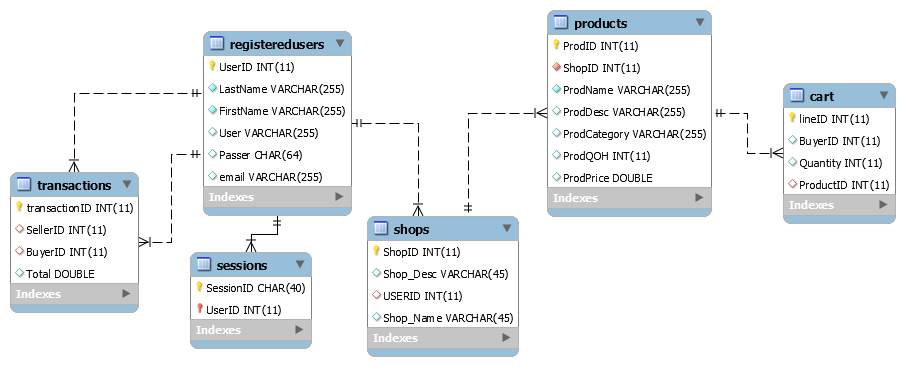 registeredusers
UserID INT(11)
LastName VARCHAR(255)
FirstName VARCHAR(255)
User VARCHAR(255)
Passer CHAR(64)
email VARCHAR(255)
Indexes
products
ProdID INT(11)
ShopID INT(11)
ProdName VARCHAR(255)
ProdDesc VARCHAR(255)
ProdCategory VARCHAR(255)
ProdQOH INT(11)
ProdPrice DOUBLE
Indexes
cart
lineID INT(11)
BuyerID INT(11)
Quantity INT(11)
ProductID INT(11)
Indexes
transactions
transactionID INT(11)
SellerID INT(11)
BuyerID INT(11)
Total DOUBLE
Indexes
sessions
SessionID CHAR(40)
UserID INT(11)
Indexes
shops
ShopID INT(11)
Shop_Desc VARCHAR(45)
USERID INT(11)
Shop_Name VARCHAR(45)
Indexes